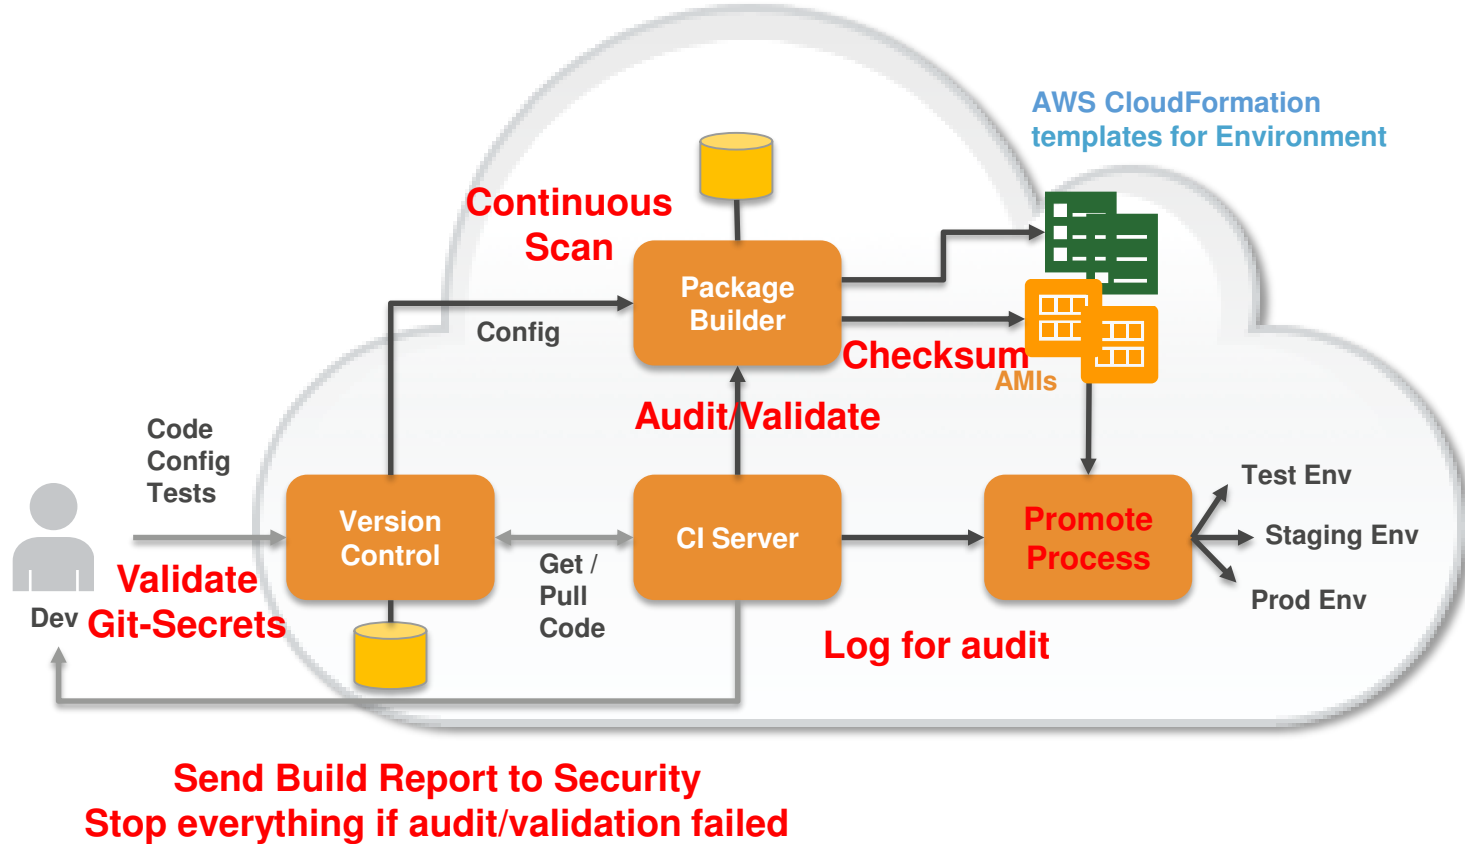 AWS CloudFormation
templates for Environment
Continuous
Scan
Package
Builder
Config
Checksum
AMIs
Audit/Validate
Code
Config
Tests
Version
Control
CI Server
Promote
Process
Test Env
Staging Env
Prod Env
Get /
Pull
Code
Dev
Validate
Git-Secrets
Log for audit
Send Build Report to Security
Stop everything if audit/validation failed